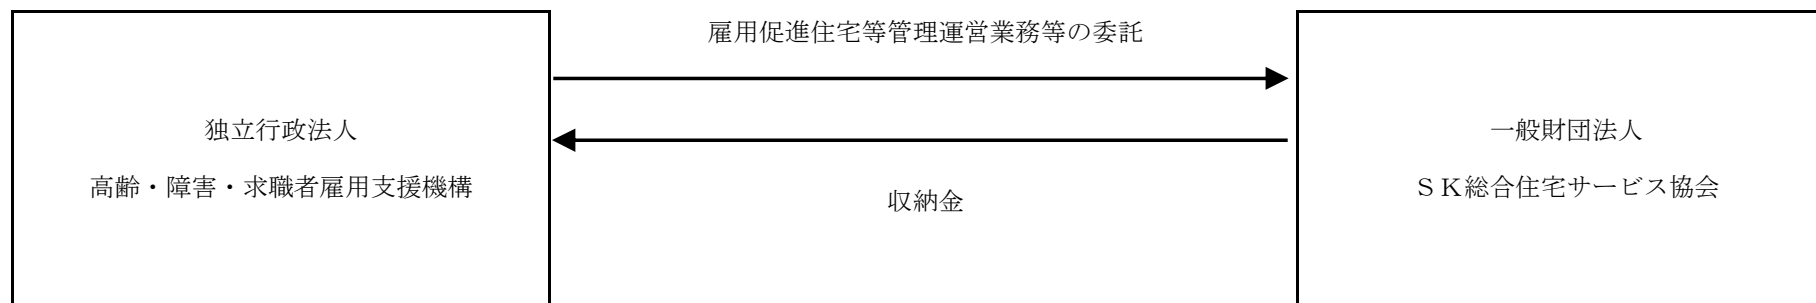 雇用促進住宅等管理運営業務等の委託
独立行政法人
高齢・障害・求職者雇用支援機構
収納金
一般財団法人
ＳＫ総合住宅サービス協会